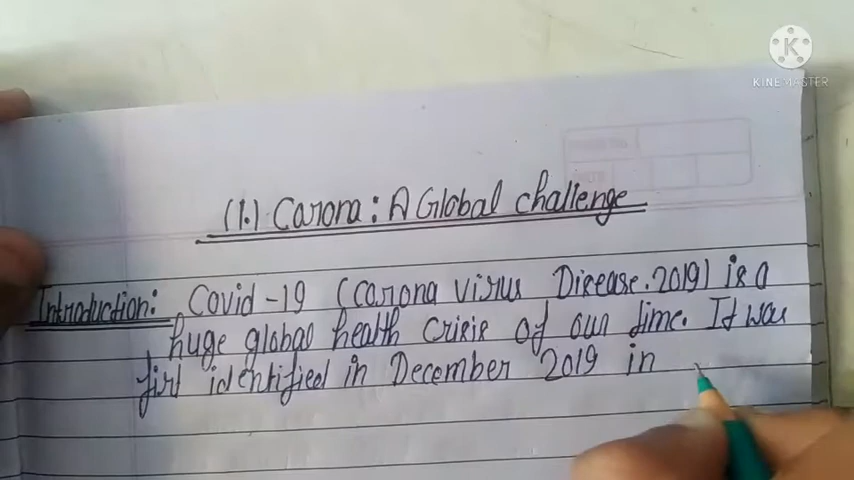 KINEMASTER
(1.) Carona: A Global challenge
Introduction: Covid-19 (Carona virus Disease.2019) is a
huge global health crisis of our time. It was
first identified in December 2019 in